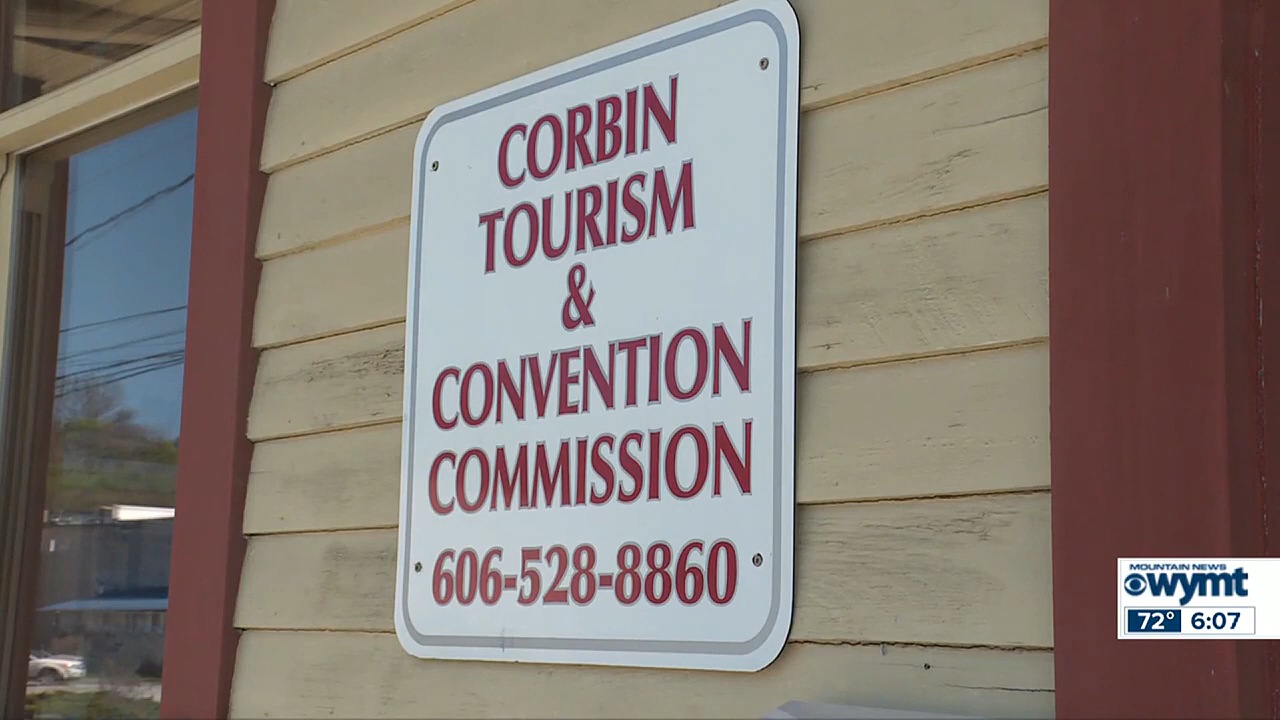 CORBIN
TOURISM
&
CONVENTION
COMMISSION
606-528-8860
MOUNTAIN NEWS
wymt
72° 6:07